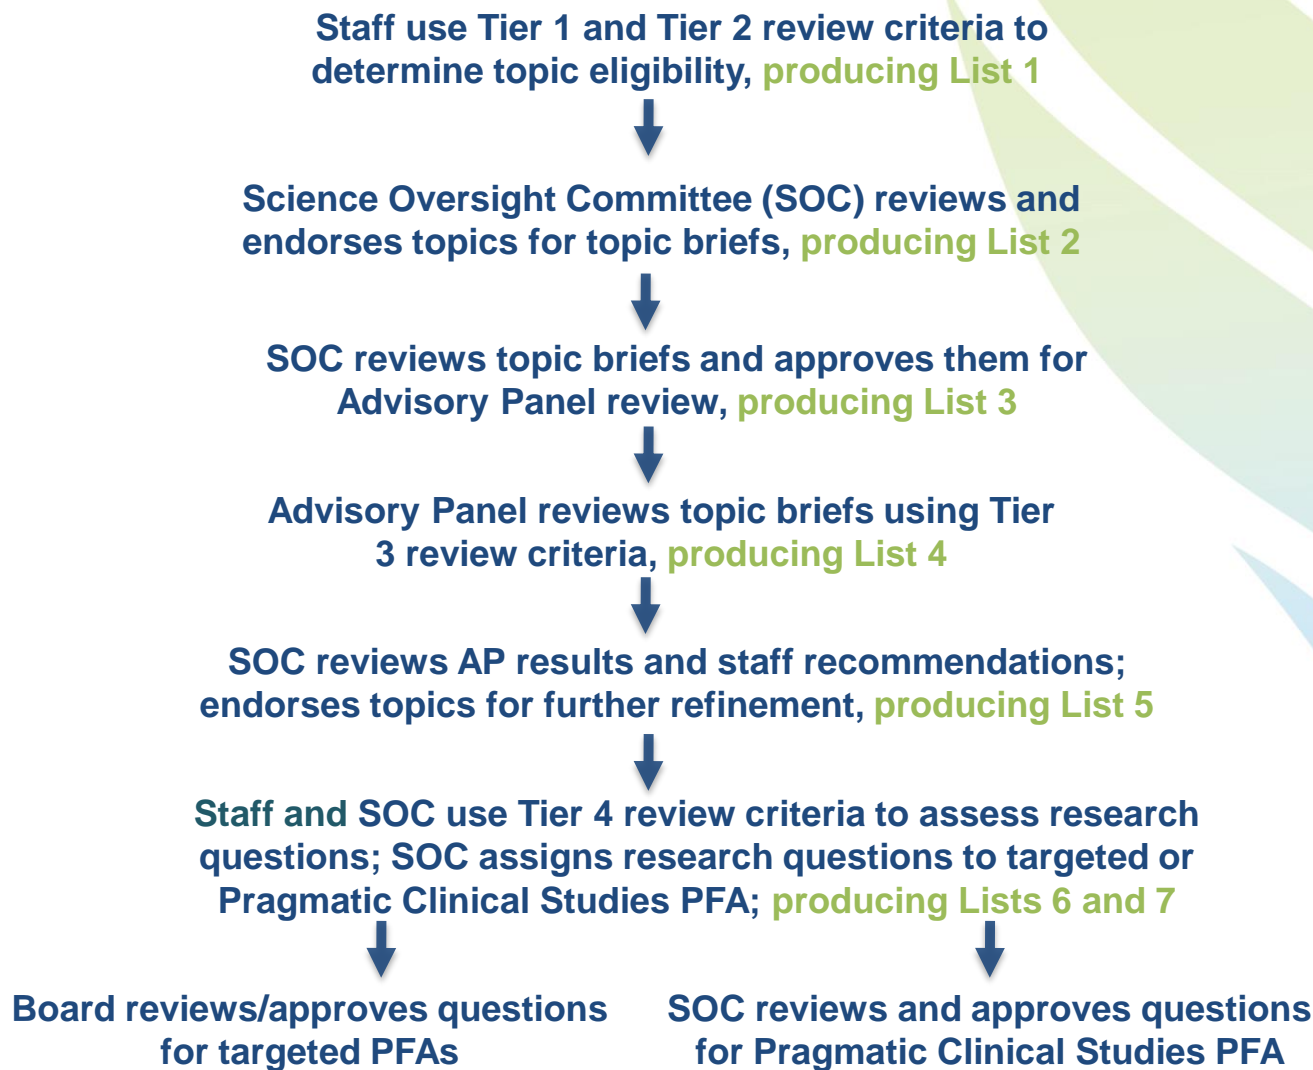 Staff use Tier 1 and Tier 2 review criteria to
determine topic eligibility, producing List 1
Science Oversight Committee (SOC) reviews and
endorses topics for topic briefs, producing List 2
SOC reviews topic briefs and approves them for
Advisory Panel review, producing List 3
Advisory Panel reviews topic briefs using Tier
3 review criteria, producing List 4
SOC reviews AP results and staff recommendations;
endorses topics for further refinement, producing List 5
Staff and SOC use Tier 4 review criteria to assess research
questions; SOC assigns research questions to targeted or
Pragmatic Clinical Studies PFA; producing Lists 6 and 7
Board reviews/approves questions
for targeted PFAs
SOC reviews and approves questions
for Pragmatic Clinical Studies PFA